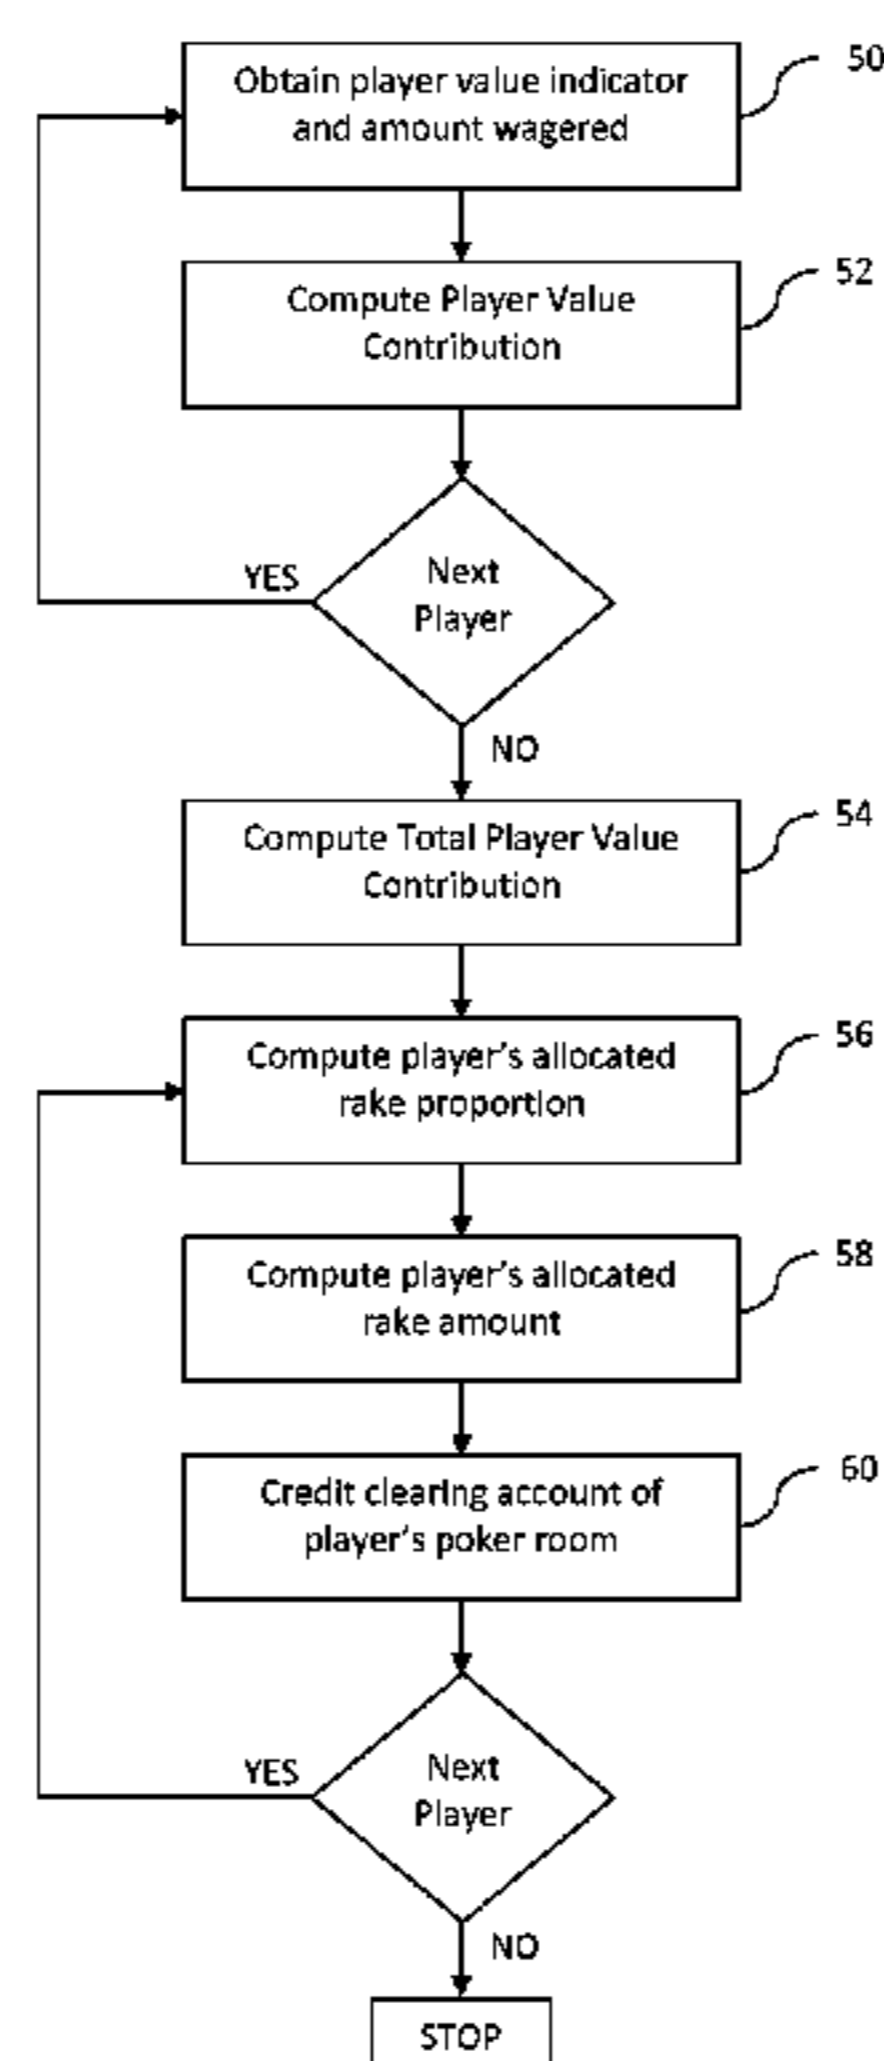 Obtain player value indicator
and amount wagered
50
Compute Player Value
Contribution
52
Next
Player
YES
NO
Compute Total Player Value
Contribution
54
Compute player's allocated
rake proportion
56
Compute player's allocated
rake amount
58
Credit clearing account of
player's poker room
60
Next
Player
YES
NO
STOP